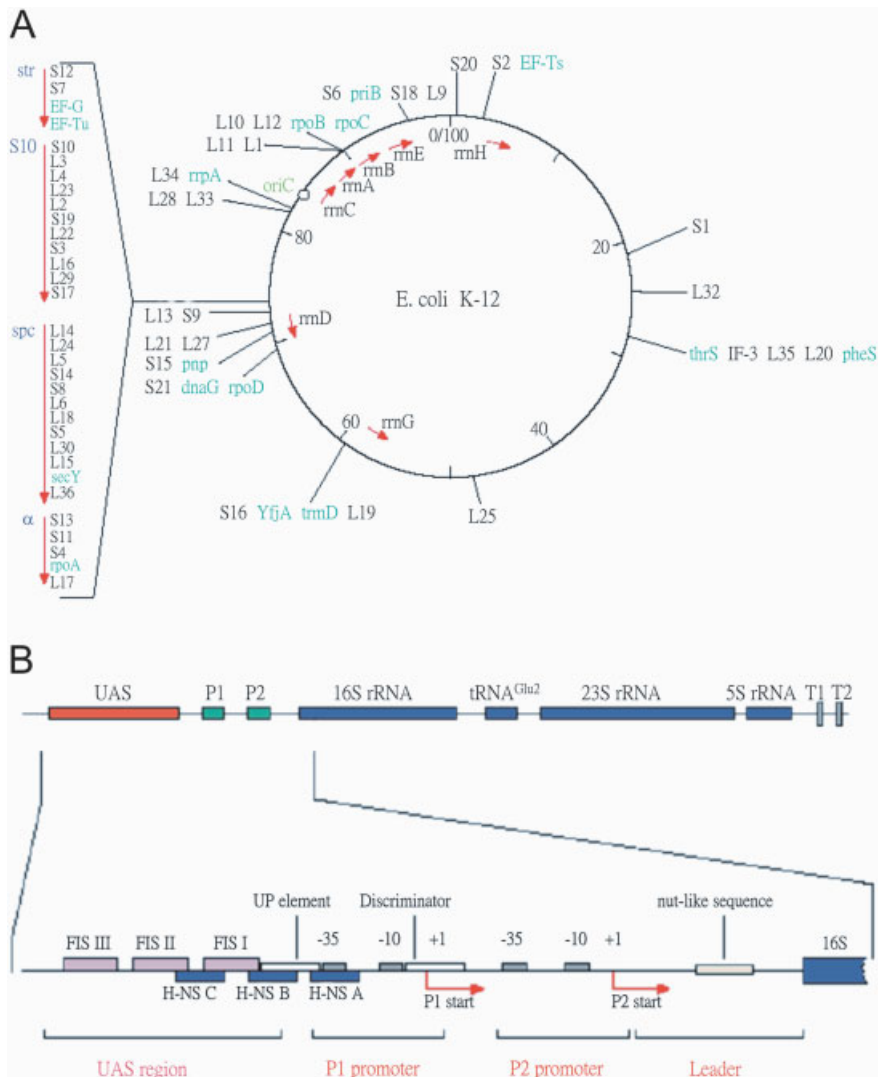 A
str
S12
S7
EF-G
EF-Tu
S10
S10
L3
L4
L23
L2
S19
L22
S3
L16
L29
S17
spc
L14
L24
L5
S14
S8
L6
L18
S5
L30
L15
secY
L36
α
S13
S11
S4
rpoA
L17
S20 S2 EF-Ts
S6 priB S18 L9
L10 L12 rpoB rpoC
L11 L1
L34 rrpA
L28 L33
oriC
0/100
rrnE
rrnB
rrnA
rrnC
rrnH
80
20
S1
L32
E. coli K-12
L13 S9
rrnD
L21 L27
S15 pnp
S21 dnaG rpoD
thrS IF-3 L35 L20 pheS
60
rrnG
40
S16 YfjA trmD L19
L25
B
UAS P1 P2 16S rRNA tRNAGlu2 23S rRNA 5S rRNA T1 T2
UP element Discriminator nut-like sequence
FIS III FIS II FIS I -35 -10 +1 -35 -10 +1 16S
H-NS C H-NS B H-NS A
P1 start P2 start
UAS region P1 promoter P2 promoter Leader